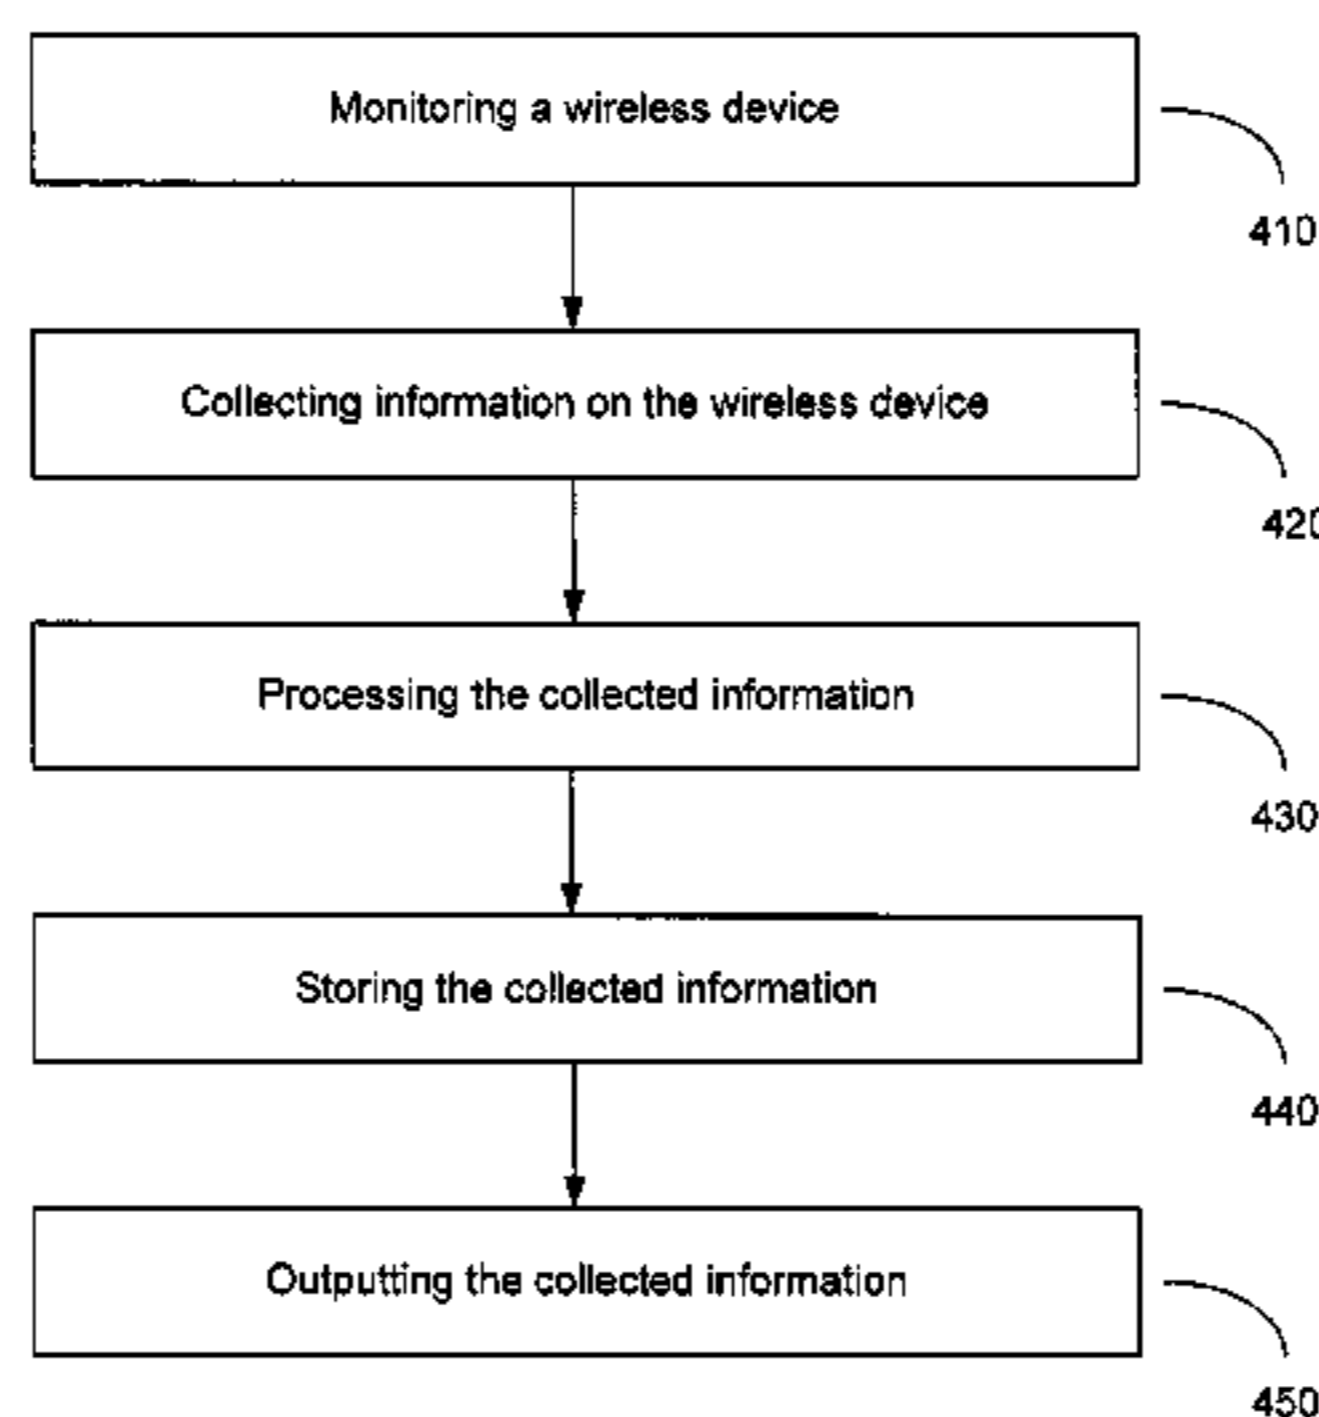 Monitoring a wireless device
410
Collecting information on the wireless device
420
Processing the collected information
430
Storing the collected information
440
Outputting the collected information
450